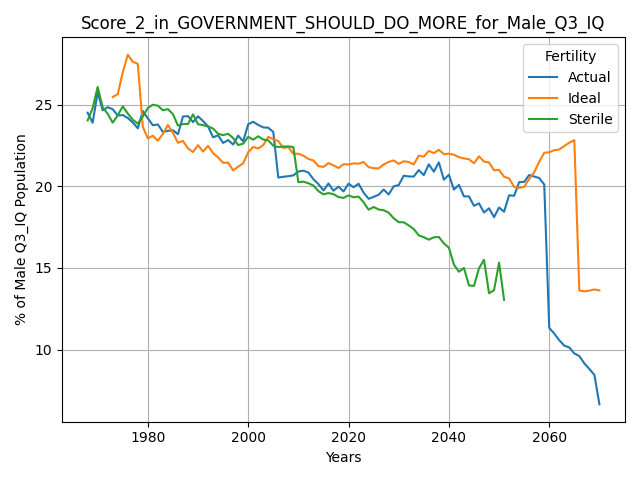 Score_2_in_GOVERNMENT_SHOULD_DO_MORE_for_Male_Q3_IQ
Fertility
Actual
Ideal
Sterile
% of Male Q3_IQ Population
25
20
15
10
1980
2000
2020
2040
2060
Years